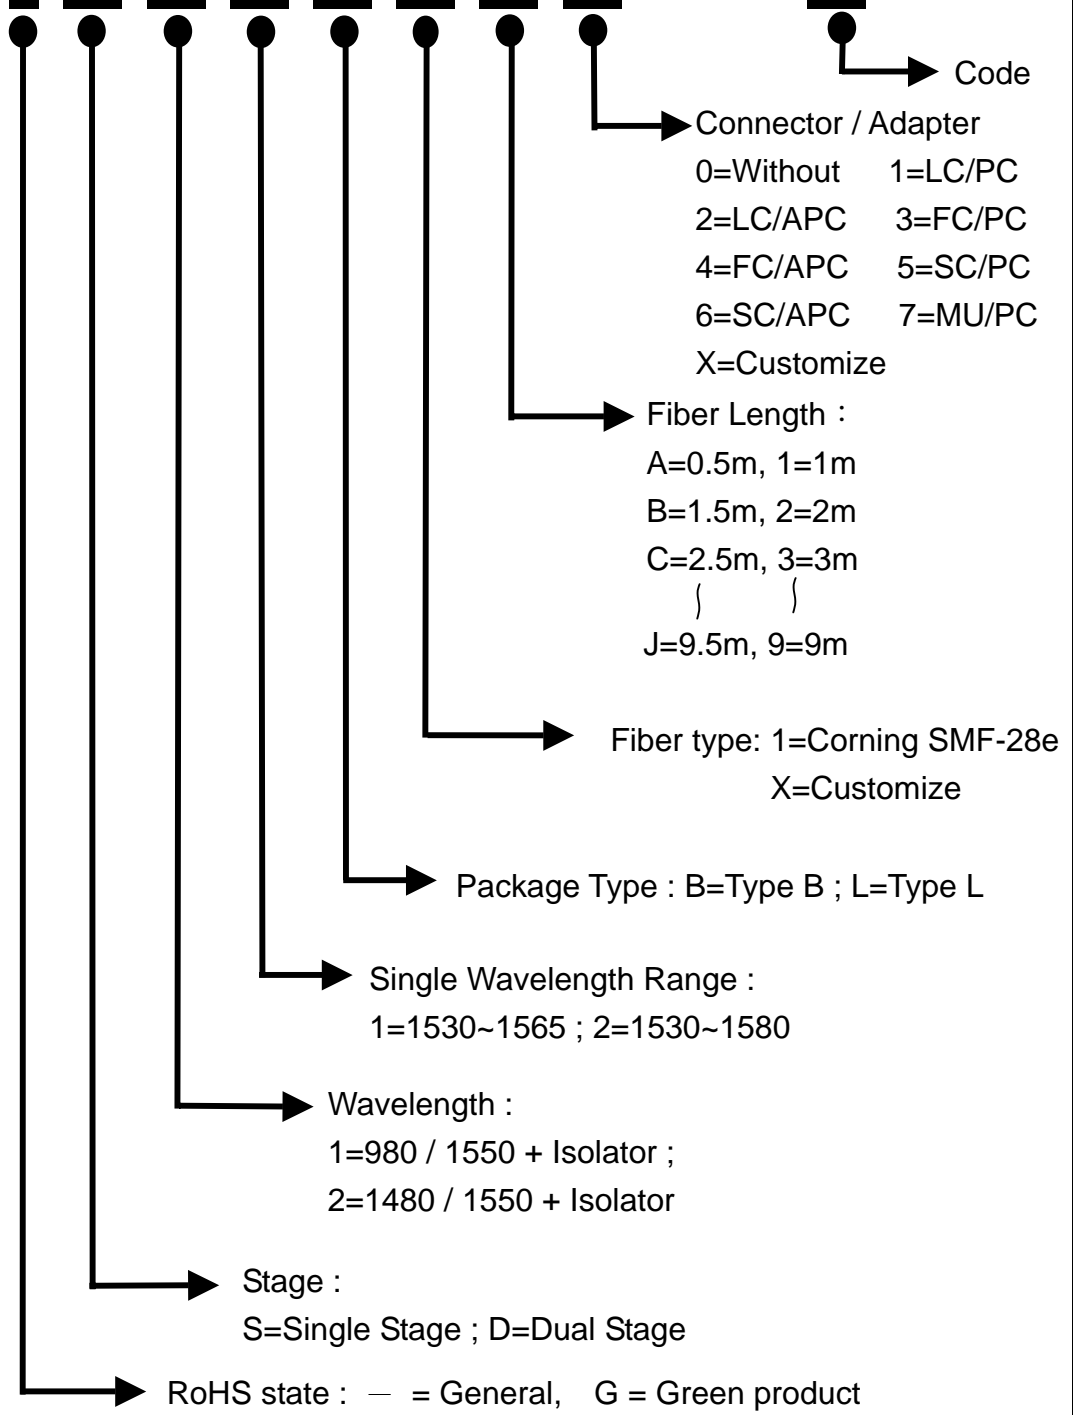 Code
Connector / Adapter
0=Without 1=LC/PC
2=LC/APC 3=FC/PC
4=FC/APC 5=SC/PC
6=SC/APC 7=MU/PC
X=Customize
Fiber Length：
A=0.5m, 1=1m
B=1.5m, 2=2m
C=2.5m, 3=3m
J=9.5m, 9=9m
Fiber type: 1=Corning SMF-28e
X=Customize
Package Type : B=Type B ; L=Type L
Single Wavelength Range :
1=1530~1565 ; 2=1530~1580
Wavelength :
1=980 / 1550 + Isolator ;
2=1480 / 1550 + Isolator
Stage :
S=Single Stage ; D=Dual Stage
RoHS state : － = General, G = Green product